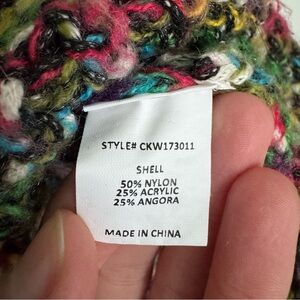 STYLE# CKW173011
SHELL
50% NYLON
25% ACRYLIC
25% ANGORA
MADE IN CHINA